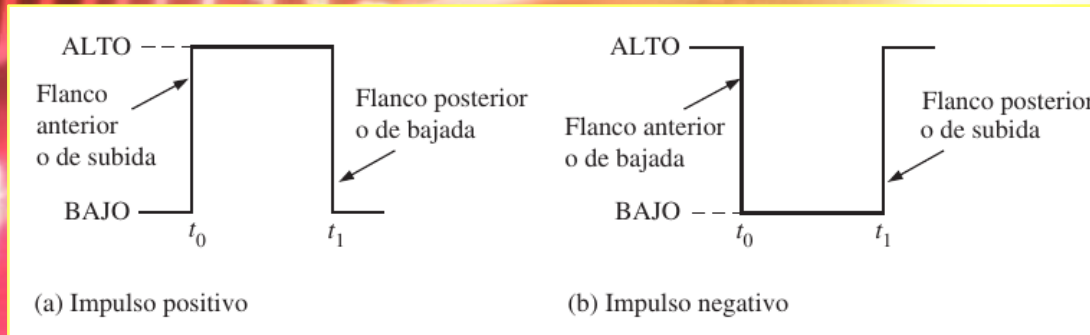 ALTO
Flanco
anterior
o de subida
Flanco posterior
o de bajada
BAJO
t0
t1
(a) Impulso positivo
ALTO
Flanco anterior
o de bajada
Flanco posterior
o de subida
BAJO
t0
t1
(b) Impulso negativo